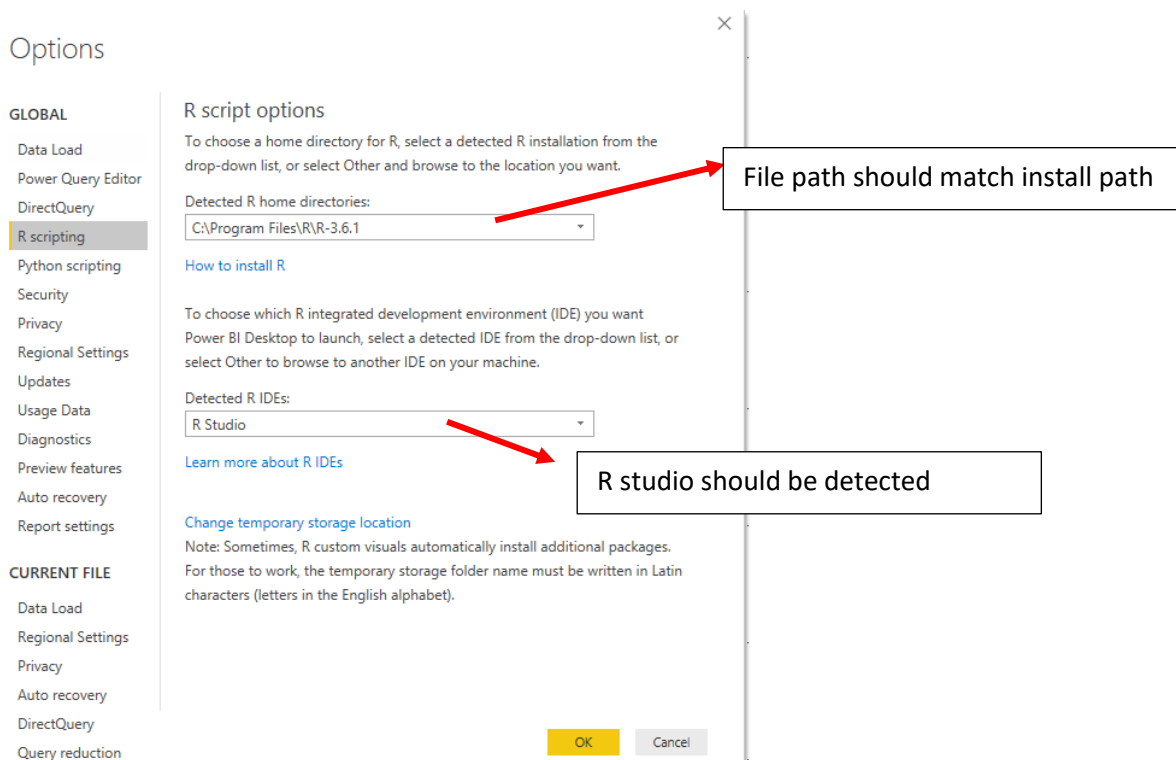 Options
GLOBAL
Data Load
Power Query Editor
DirectQuery
R scripting
Python scripting
Security
Privacy
Regional Settings
Updates
Usage Data
Diagnostics
Preview features
Auto recovery
Report settings
CURRENT FILE
Data Load
Regional Settings
Privacy
Auto recovery
DirectQuery
Query reduction
R script options
To choose a home directory for R, select a detected R installation from the
drop-down list, or select Other and browse to the location you want.
Detected R home directories:
C:\Program Files\R\R-3.6.1
How to install R
To choose which R integrated development environment (IDE) you want
Power BI Desktop to launch, select a detected IDE from the drop-down list, or
select Other to browse to another IDE on your machine.
Detected R IDEs:
R Studio
Learn more about R IDEs
Change temporary storage location
Note: Sometimes, R custom visuals automatically install additional packages.
For those to work, the temporary storage folder name must be written in Latin
characters (letters in the English alphabet).
OK
Cancel
File path should match install path
R studio should be detected